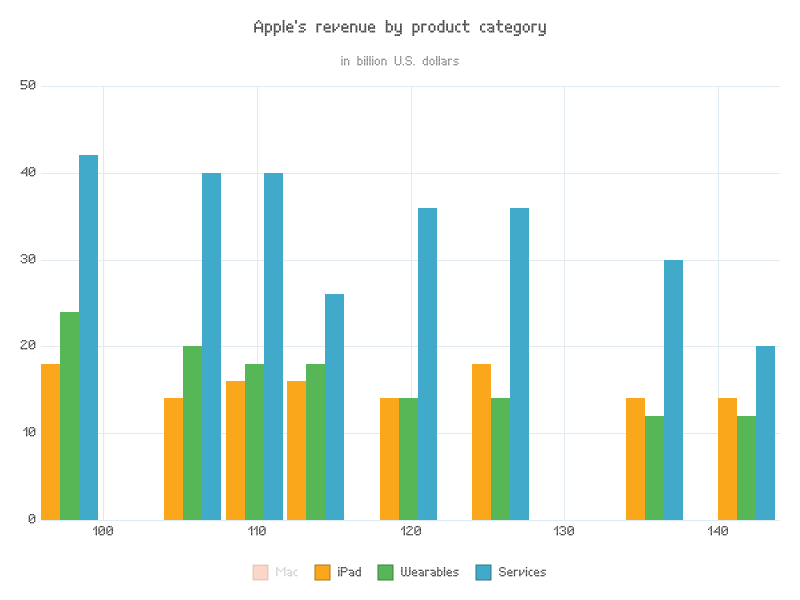 Apple's revenue by product category
in billion U.S. dollars
50
40
30
20
10
0
100 110 120 130 140
Mac iPad Wearables Services